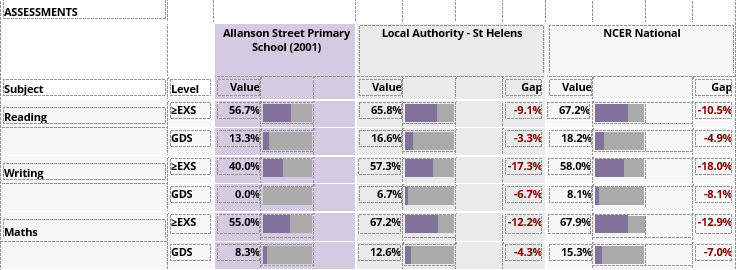 ASSESSMENTS
Allanson Street Primary School (2001) Local Authority - St Helens NCER National
Subject Level Value Value Gap Value Gap
Reading ≥EXS 56.7% 65.8% -9.1% 67.2% -10.5%
GDS 13.3% 16.6% -3.3% 18.2% -4.9%
Writing ≥EXS 40.0% 57.3% -17.3% 58.0% -18.0%
GDS 0.0% 6.7% -6.7% 8.1% -8.1%
Maths ≥EXS 55.0% 67.2% -12.2% 67.9% -12.9%
GDS 8.3% 12.6% -4.3% 15.3% -7.0%